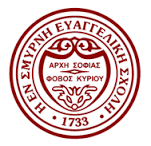 Η ΕΝ ΣΜΥΡΝΗ ΕΥΑΓΓΕΛΙΚΗ ΣΧΟΛΗ
ΑΡΧΗ ΣΟΦΙΑΣ
ΦΟΒΟΣ ΚΥΡΙΟΥ
· 1733 ·